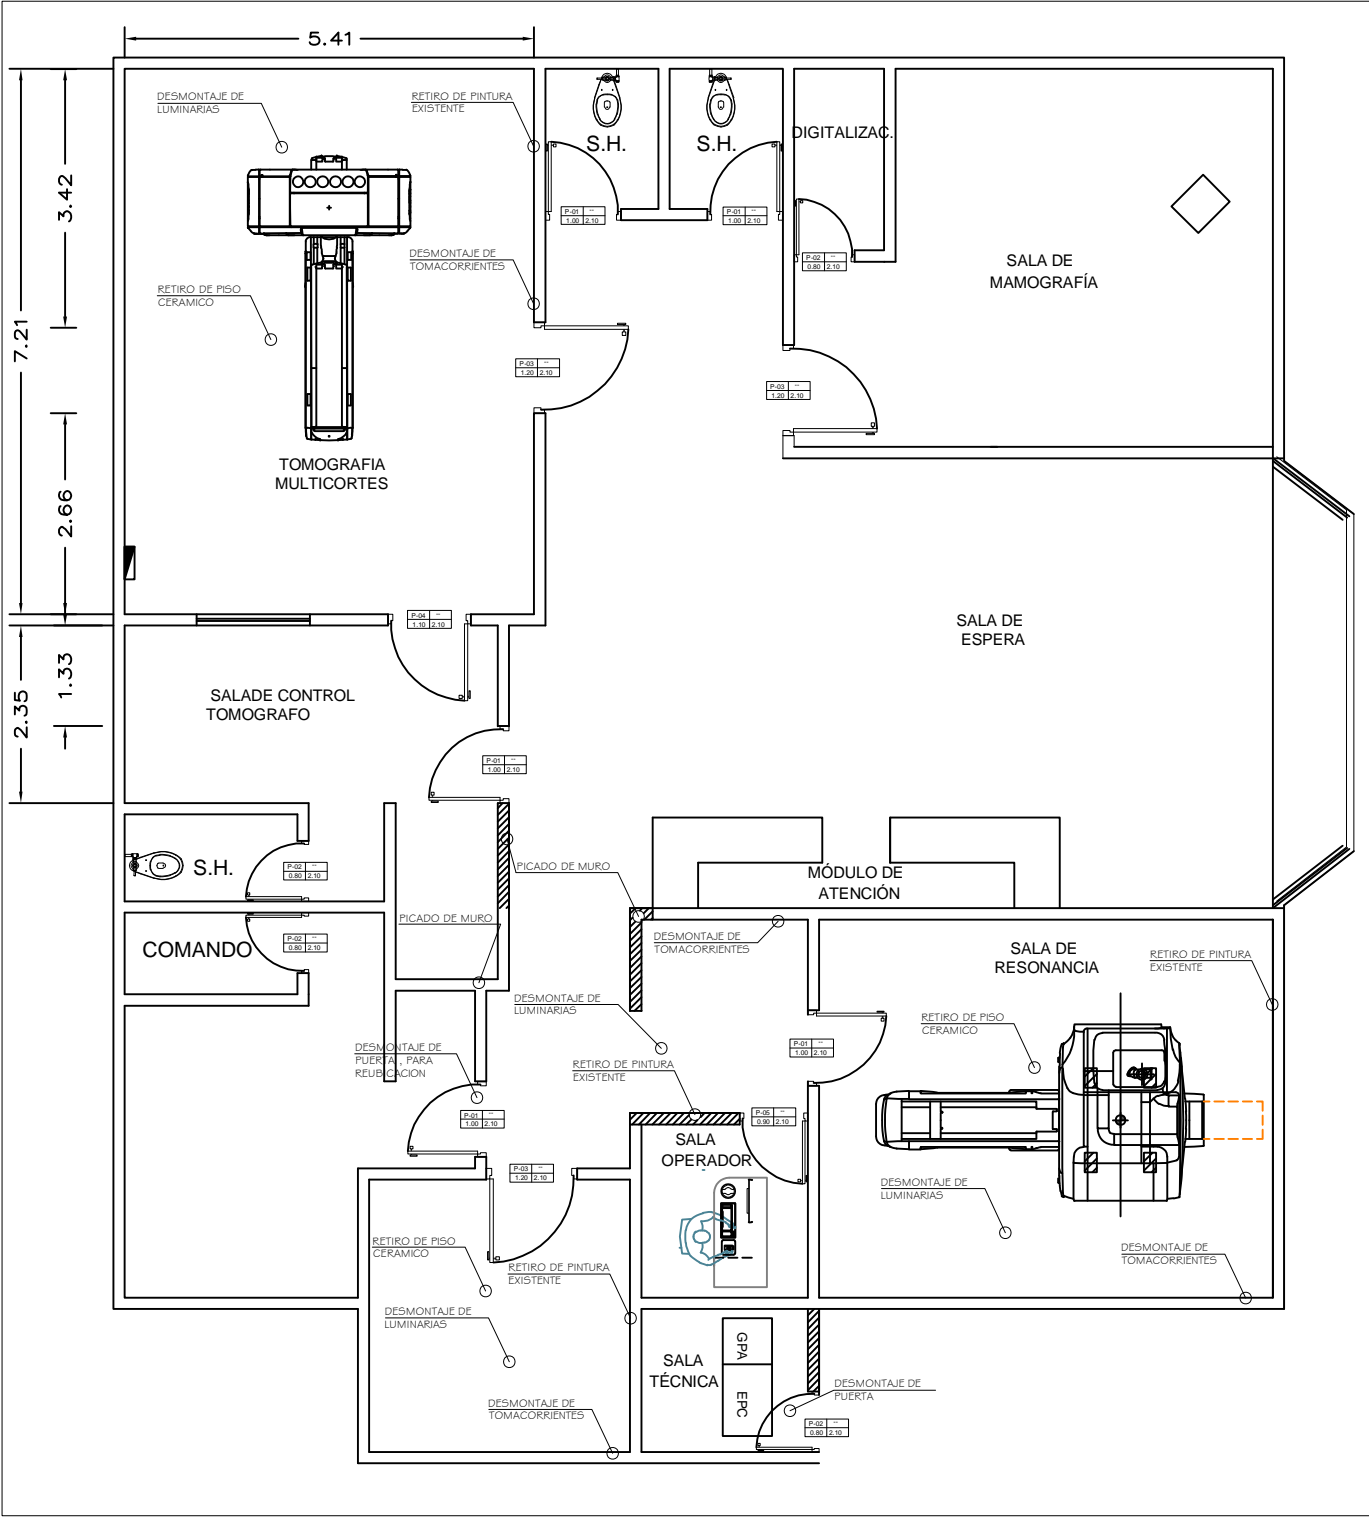 5.41
DESMONTAJE DE
LUMINARIAS
RETIRO DE PINTURA
EXISTENTE
S.H.
S.H.
DIGITALIZAC.
3.42
P-01 --
1.00 2.10
P-01 --
1.00 2.10
DESMONTAJE DE
TOMACORRIENTES
P-02 --
0.80 2.10
SALA DE
MAMOGRAFÍA
RETIRO DE PISO
CERAMICO
7.21
P-03 --
1.20 2.10
P-03 --
1.20 2.10
TOMOGRAFIA
MULTICORTES
2.66
P-04 --
1.10 2.10
SALA DE
ESPERA
1.33
2.35
SALADE CONTROL
TOMOGRAFO
P-01 --
1.00 2.10
S.H.
P-02 --
0.80 2.10
PICADO DE MURO
MÓDULO DE
ATENCIÓN
PICADO DE MURO
COMANDO
P-02 --
0.80 2.10
DESMONTAJE DE
TOMACORRIENTES
SALA DE
RESONANCIA
RETIRO DE PINTURA
EXISTENTE
DESMONTAJE DE
LUMINARIAS
RETIRO DE PISO
CERAMICO
DESMONTAJE DE
PUERTA , PARA
REUBICACION
P-01 --
1.00 2.10
RETIRO DE PINTURA
EXISTENTE
P-01 --
1.00 2.10
P-05 --
0.90 2.10
SALA
OPERADOR
P-03 --
1.20 2.10
DESMONTAJE DE
LUMINARIAS
RETIRO DE PISO
CERAMICO
DESMONTAJE DE
TOMACORRIENTES
RETIRO DE PINTURA
EXISTENTE
DESMONTAJE DE
LUMINARIAS
GPA
SALA
TÉCNICA
EPC
DESMONTAJE DE
PUERTA
DESMONTAJE DE
TOMACORRIENTES
P-02 --
0.80 2.10